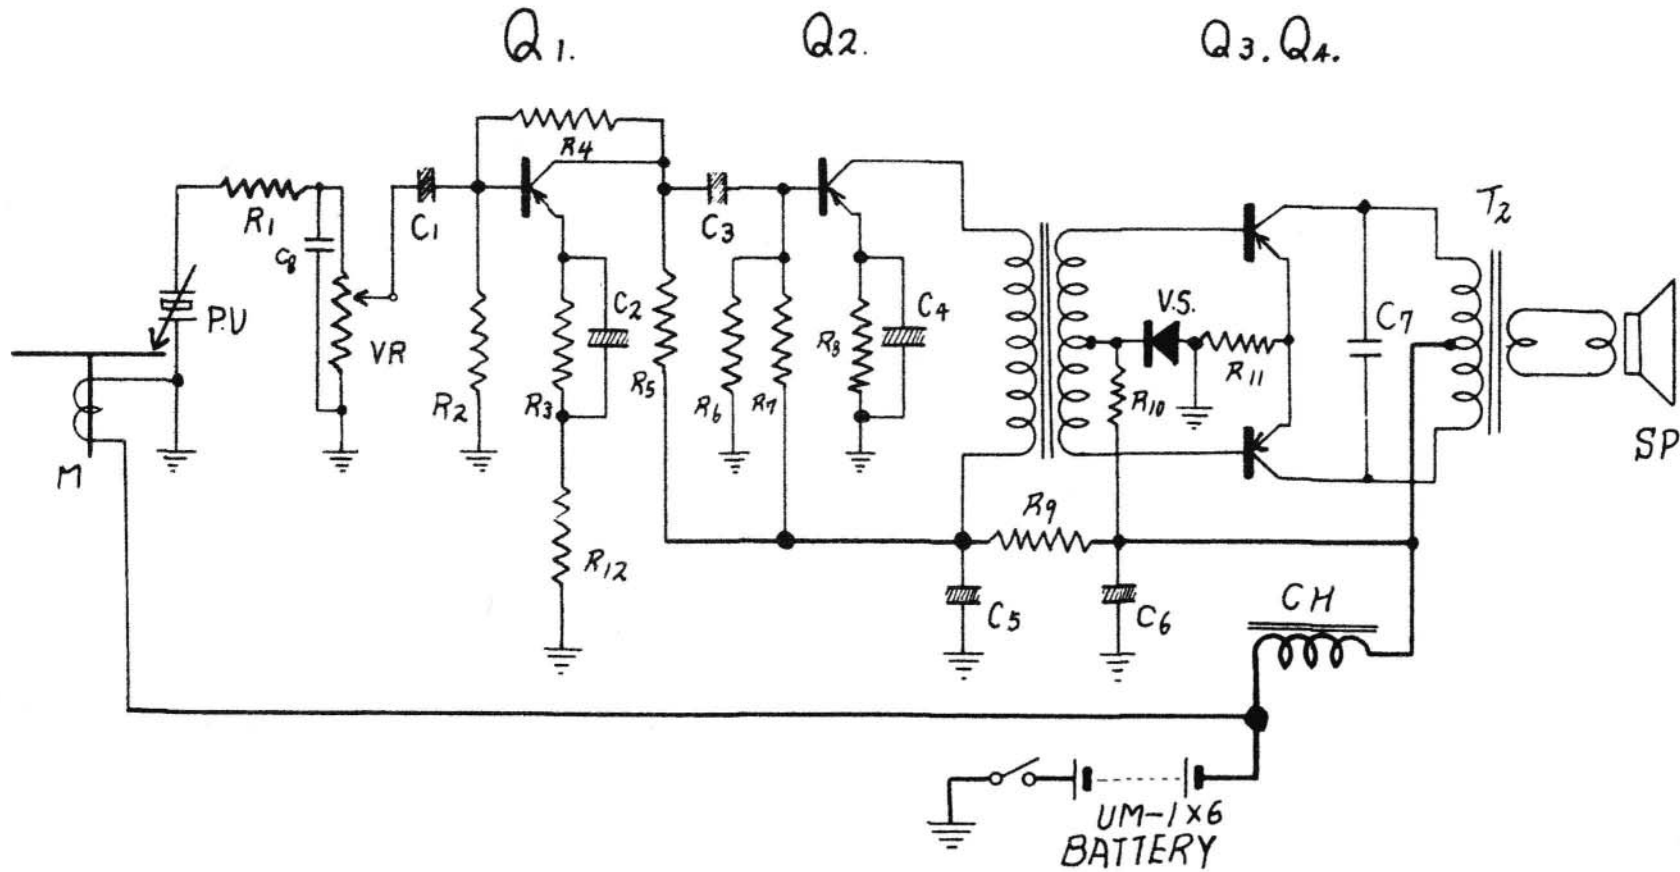 Q1.
Q2.
Q3. Q4.
R4
T2
R1
C1
C3
C8
V.S.
P.U
C2
C4
C7
VR
R8
R11
R5
R10
R2
R3
R6
R7
SP
M
R9
R12
C5
C6
CH
UM-1×6
BATTERY